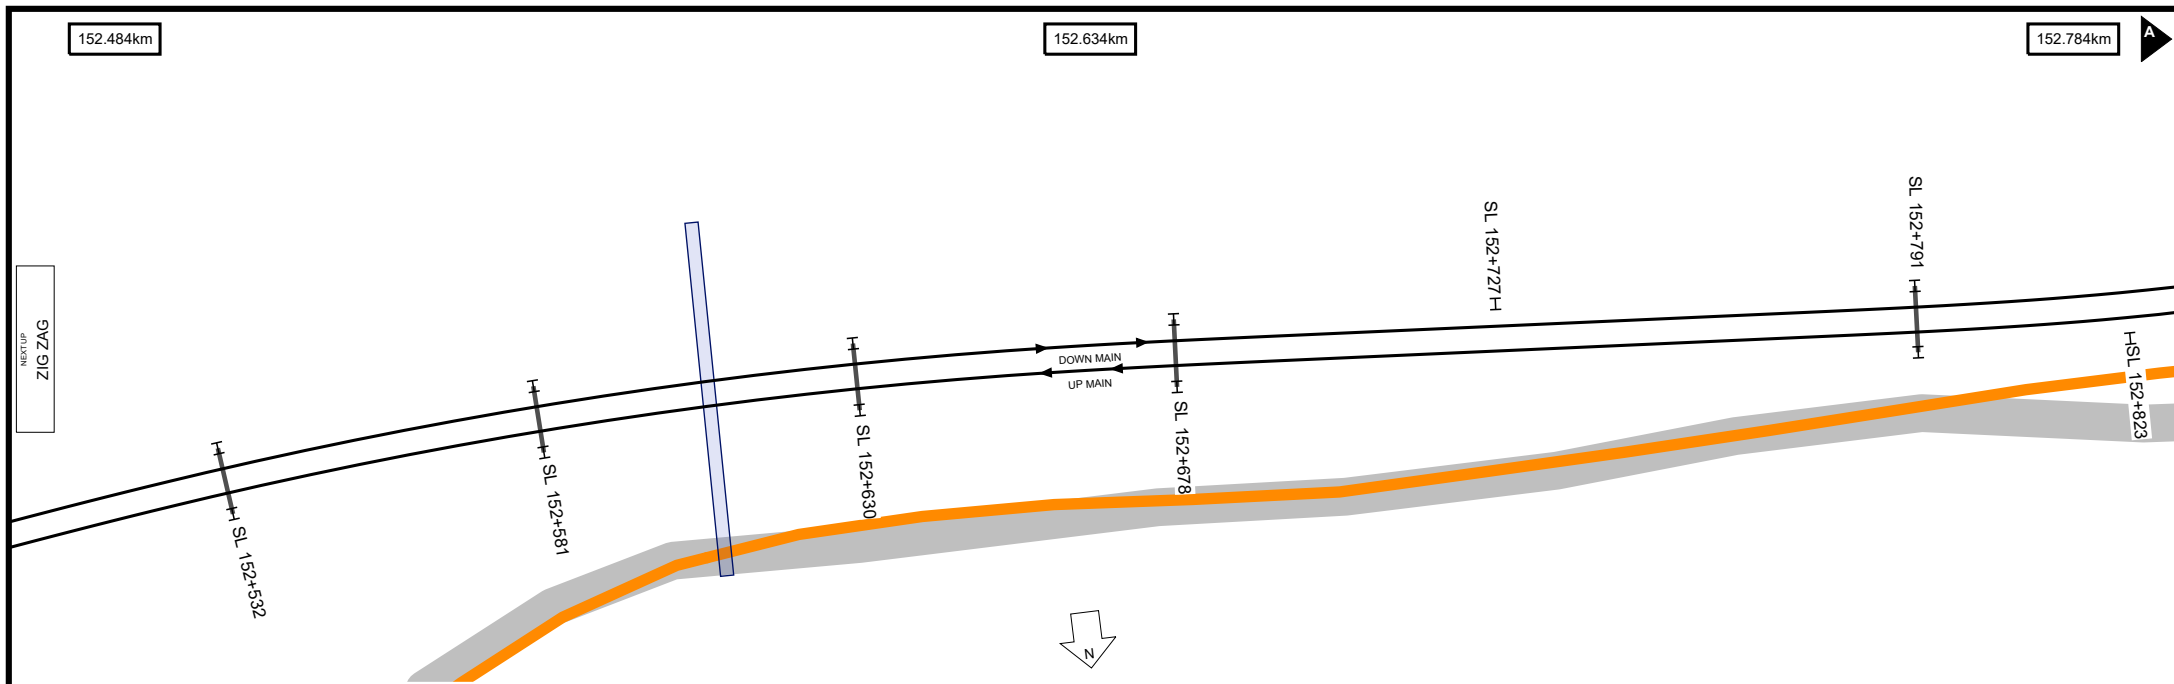 152.484km
152.634km
152.784km
A
NEXT UP
ZIG ZAG
SL 152+532
SL 152+581
SL 152+630
DOWN MAIN
UP MAIN
SL 152+678
SL 152+727
SL 152+791
SL 152+823
N